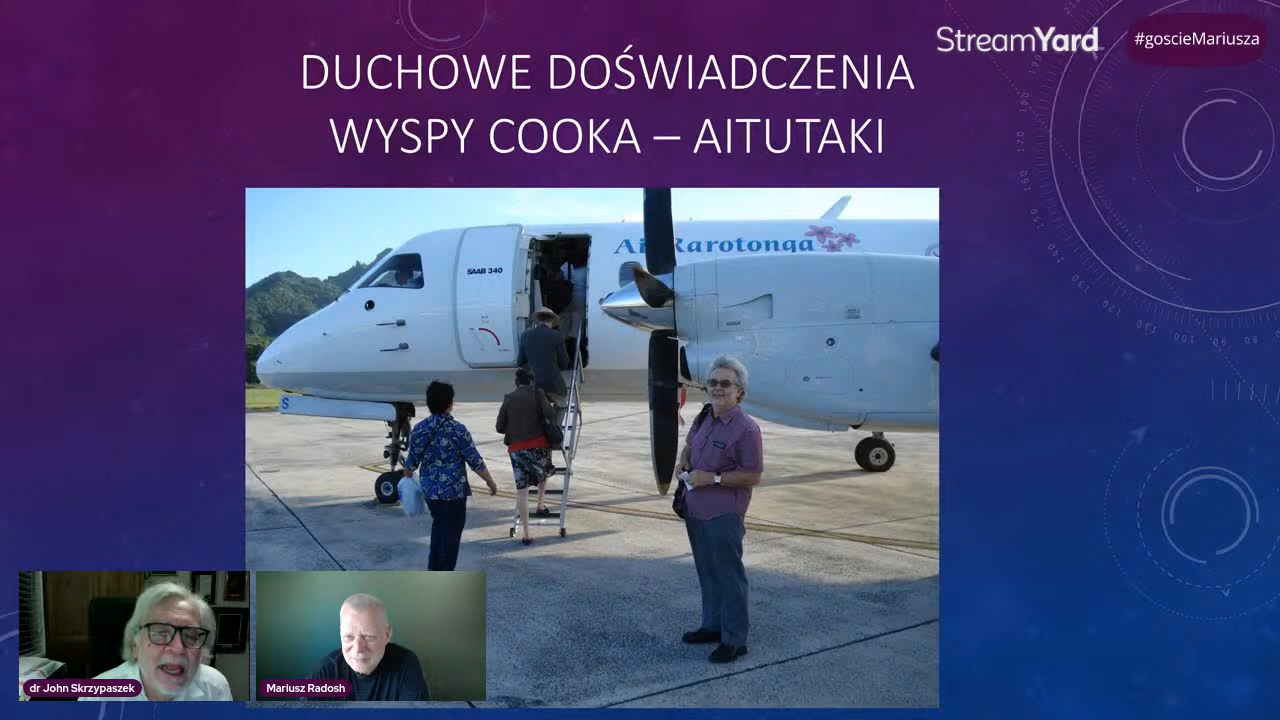 DUCHOWE DOŚWIADCZENIA
WYSPY COOKA – AITUTAKI
StreamYard
#goscieMariusza
Air Rarotonga
SAAB 340
S
dr John Skrzypaszek
Mariusz Radosh